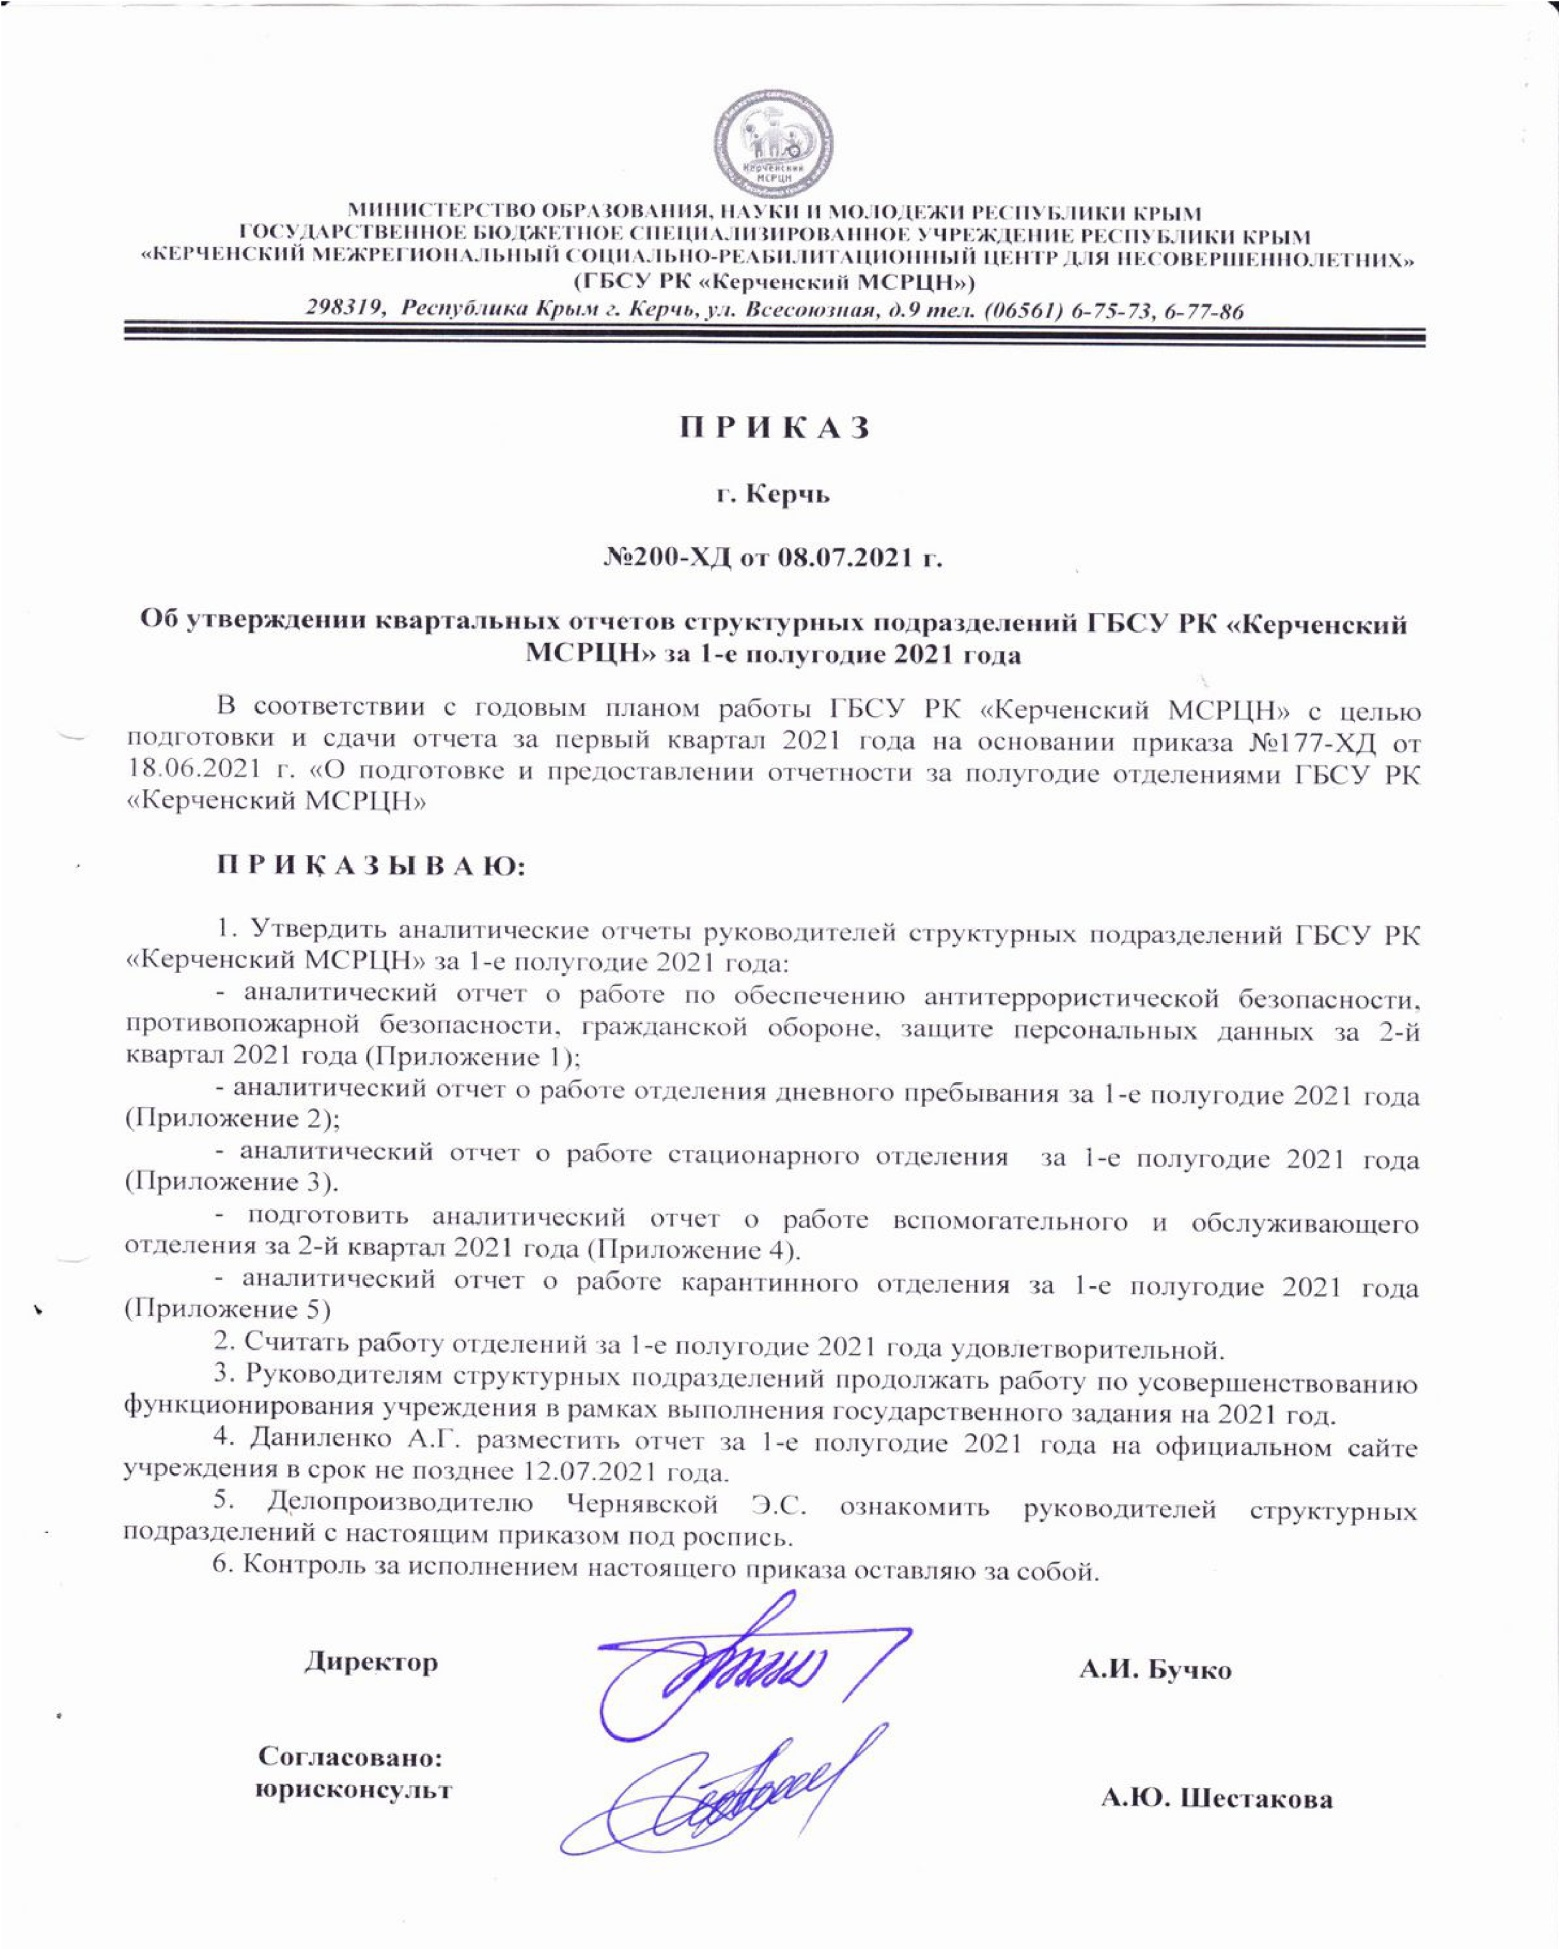 Керченский
МСРЦН
МИНИСТЕРСТВО ОБРАЗОВАНИЯ, НАУКИ И МОЛОДЕЖИ РЕСПУБЛИКИ КРЫМ
ГОСУДАРСТВЕННОЕ БЮДЖЕТНОЕ СПЕЦИАЛИЗИРОВАННОЕ УЧРЕЖДЕНИЕ РЕСПУБЛИКИ КРЫМ
«КЕРЧЕНСКИЙ МЕЖРЕГИОНАЛЬНЫЙ СОЦИАЛЬНО-РЕАБИЛИТАЦИОННЫЙ ЦЕНТР ДЛЯ НЕСОВЕРШЕННОЛЕТНИХ»
(ГБСУ РК «Керченский МСРЦН»)
298319, Республика Крым г. Керчь, ул. Всесоюзная, д.9 тел. (06561) 6-75-73, 6-77-86
П Р И К А З
г. Керчь
№200-ХД от 08.07.2021 г.
Об утверждении квартальных отчетов структурных подразделений ГБСУ РК «Керченский
МСРЦН» за 1-е полугодие 2021 года
В соответствии с годовым планом работы ГБСУ РК «Керченский МСРЦН» с целью
подготовки и сдачи отчета за первый квартал 2021 года на основании приказа №177-ХД от
18.06.2021 г. «О подготовке и предоставлении отчетности за полугодие отделениями ГБСУ РК
«Керченский МСРЦН»
П Р И К А З Ы В А Ю:
1. Утвердить аналитические отчеты руководителей структурных подразделений ГБСУ РК
«Керченский МСРЦН» за 1-е полугодие 2021 года:
- аналитический отчет о работе по обеспечению антитеррористической безопасности,
противопожарной безопасности, гражданской обороне, защите персональных данных за 2-й
квартал 2021 года (Приложение 1);
- аналитический отчет о работе отделения дневного пребывания за 1-е полугодие 2021 года
(Приложение 2);
- аналитический отчет о работе стационарного отделения за 1-е полугодие 2021 года
(Приложение 3).
- подготовить аналитический отчет о работе вспомогательного и обслуживающего
отделения за 2-й квартал 2021 года (Приложение 4).
- аналитический отчет о работе карантинного отделения за 1-е полугодие 2021 года
(Приложение 5)
2. Считать работу отделений за 1-е полугодие 2021 года удовлетворительной.
3. Руководителям структурных подразделений продолжать работу по усовершенствованию
функционирования учреждения в рамках выполнения государственного задания на 2021 год.
4. Даниленко А.Г. разместить отчет за 1-е полугодие 2021 года на официальном сайте
учреждения в срок не позднее 12.07.2021 года.
5. Делопроизводителю Чернявской Э.С. ознакомить руководителей структурных
подразделений с настоящим приказом под роспись.
6. Контроль за исполнением настоящего приказа оставляю за собой.
Директор А.И. Бучко
Согласовано:
юрисконсульт А.Ю. Шестакова